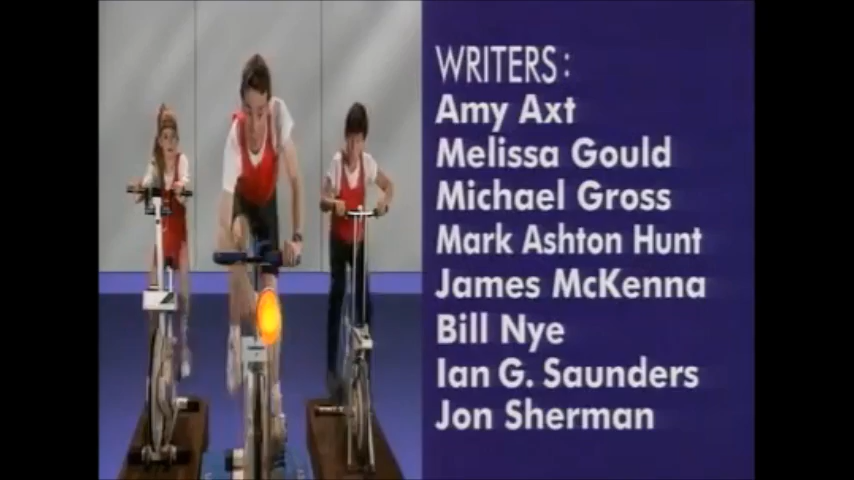 WRITERS:
Amy Axt
Melissa Gould
Michael Gross
Mark Ashton Hunt
James McKenna
Bill Nye
Ian G. Saunders
Jon Sherman